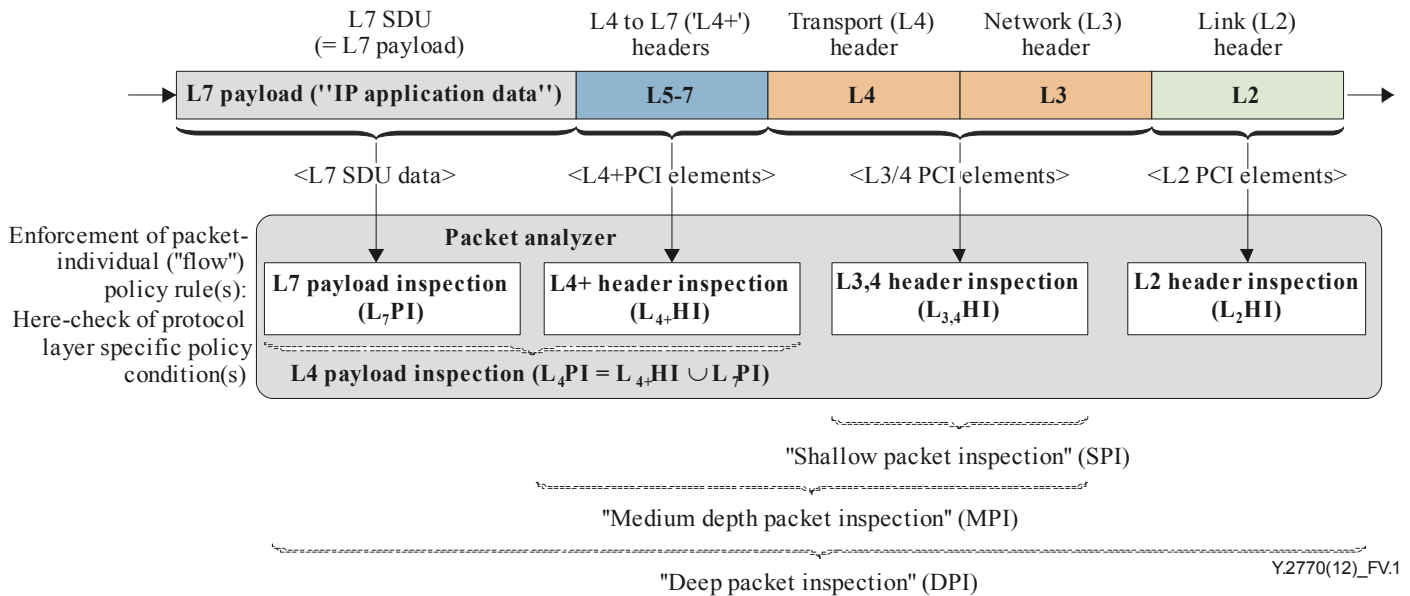 L7 SDU
(= L7 payload)
L4 to L7 ('L4+')
headers
Transport (L4)
header
Network (L3)
header
Link (L2)
header
L7 payload (''IP application data'')
L5-7
L4
L3
L2
<L7 SDU data>
<L4+PCI elements>
<L3/4 PCI elements>
<L2 PCI elements>
Enforcement of packet-
individual ("flow")
policy rule(s):
Here-check of protocol
layer specific policy
condition(s)
Packet analyzer
L7 payload inspection
(L₇PI)
L4+ header inspection
(L₄₊HI)
L3,4 header inspection
(L₃,₄HI)
L2 header inspection
(L₂HI)
L4 payload inspection (L₄PI = L₄₊HI ∪ L₇PI)
"Shallow packet inspection" (SPI)
"Medium depth packet inspection" (MPI)
"Deep packet inspection" (DPI)
Y.2770(12)_FV.1